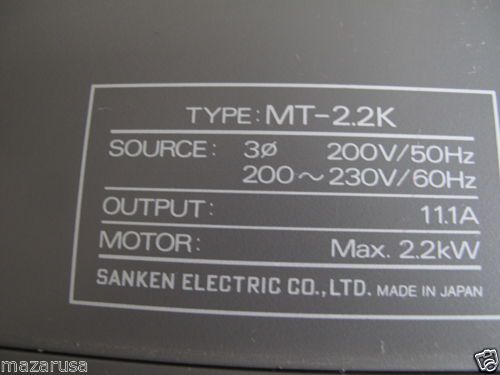 TYPE: MT-2.2K
SOURCE: 3ø 200V/50Hz
200~230V/60Hz
OUTPUT: 11.1A
MOTOR: Max. 2.2kW
SANKEN ELECTRIC CO., LTD. MADE IN JAPAN
mazarusa